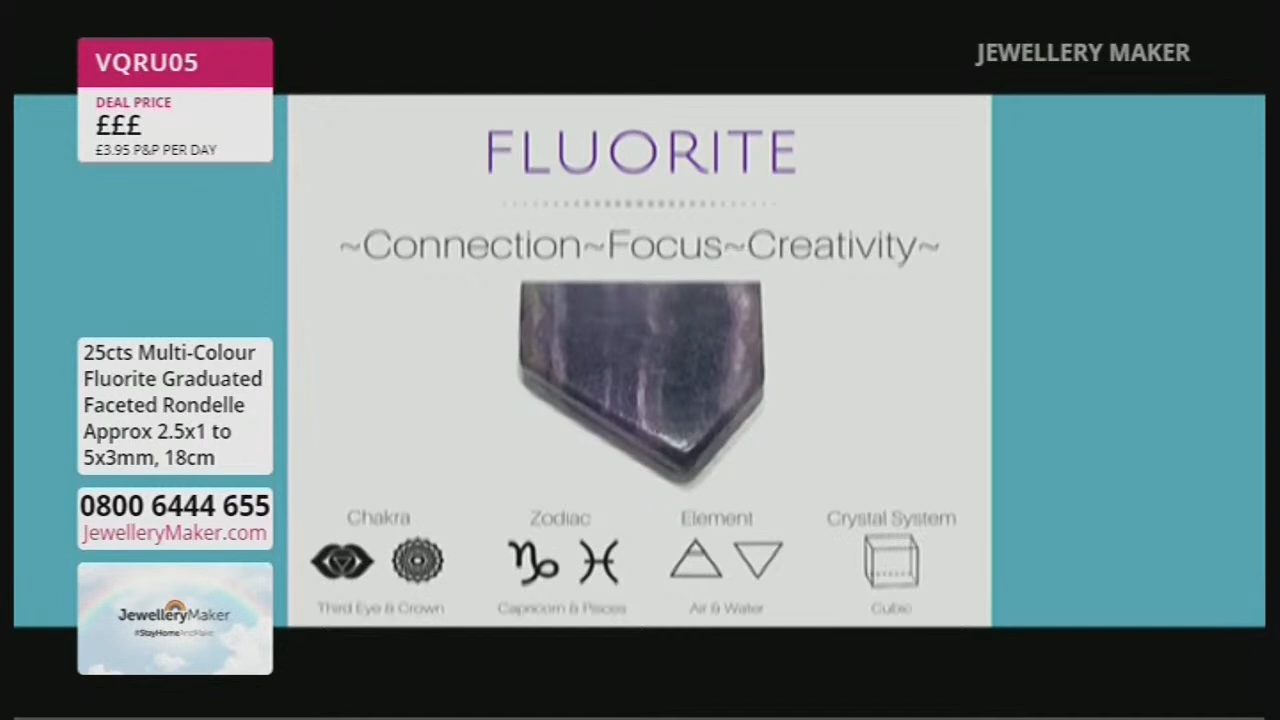 VQRU05
DEAL PRICE
£££
£3.95 P&P PER DAY
JEWELLERY MAKER
FLUORITE
~Connection~Focus~Creativity~
Chakra
Zodiac
Element
Crystal System
Third Eye & Crown
Capricorn & Pisces
Air & Water
Cubic
25cts Multi-Colour
Fluorite Graduated
Faceted Rondelle
Approx 2.5x1 to
5x3mm, 18cm
0800 6444 655
JewelleryMaker.com
JewelleryMaker
#StayHomeAndMake